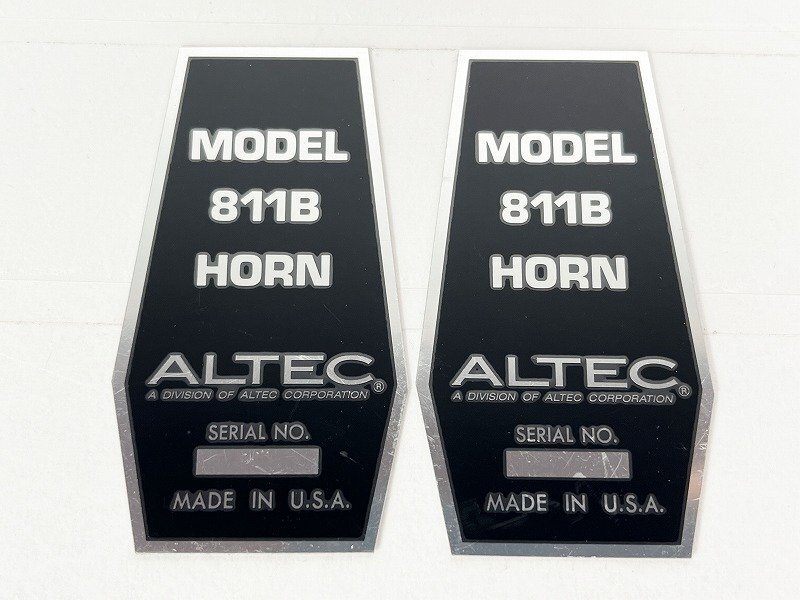 MODEL
811B
HORN
ALTEC®
A DIVISION OF ALTEC CORPORATION
SERIAL NO.
MADE IN U.S.A.
MODEL
811B
HORN
ALTEC®
A DIVISION OF ALTEC CORPORATION
SERIAL NO.
MADE IN U.S.A.